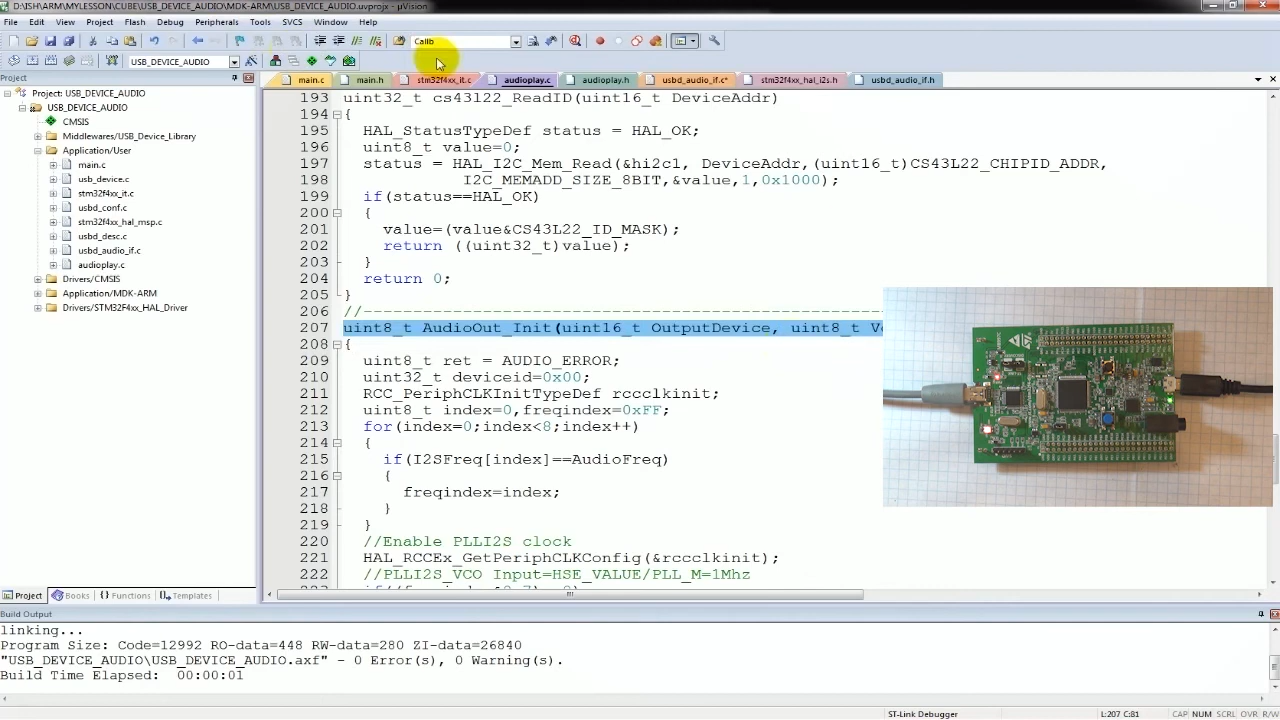 D:\ISH\ARM\MYLESSON\CUBE\USB_DEVICE_AUDIO\MDK-ARM\USB_DEVICE_AUDIO.uvprojx - µVision
File Edit View Project Flash Debug Peripherals Tools SVCS Window Help
Callb
USB_DEVICE_AUDIO
Project
main.c main.h stm32f4xx_it.c audioplay.c audioplay.h usbd_audio_if.c* stm32f4xx_hal_i2s.h usbd_audio_if.h
Project: USB_DEVICE_AUDIO
USB_DEVICE_AUDIO
CMSIS
Middlewares/USB_Device_Library
Application/User
main.c
usb_device.c
stm32f4xx_it.c
usbd_conf.c
stm32f4xx_hal_msp.c
usbd_desc.c
usbd_audio_if.c
audioplay.c
Drivers/CMSIS
Application/MDK-ARM
Drivers/STM32F4xx_HAL_Driver
193 uint32_t cs43l22_ReadID(uint16_t DeviceAddr)
194 {
195 HAL_StatusTypeDef status = HAL_OK;
196 uint8_t value=0;
197 status = HAL_I2C_Mem_Read(&hi2c1, DeviceAddr,(uint16_t)CS43L22_CHIPID_ADDR,
198 I2C_MEMADD_SIZE_8BIT,&value,1,0x1000);
199 if(status==HAL_OK)
200 {
201 value=(value&CS43L22_ID_MASK);
202 return ((uint32_t)value);
203 }
204 return 0;
205 }
206 //----------------------------------------------------
207 uint8_t AudioOut_Init(uint16_t OutputDevice, uint8_t Vo
208 {
209 uint8_t ret = AUDIO_ERROR;
210 uint32_t deviceid=0x00;
211 RCC_PeriphCLKInitTypeDef rccclkinit;
212 uint8_t index=0,freqindex=0xFF;
213 for(index=0;index<8;index++)
214 {
215 if(I2SFreq[index]==AudioFreq)
216 {
217 freqindex=index;
218 }
219 }
220 //Enable PLLI2S clock
221 HAL_RCCEx_GetPeriphCLKConfig(&rccclkinit);
222 //PLLI2S_VCO Input=HSE_VALUE/PLL_M=1Mhz
Project Books Functions Templates
Build Output
linking...
Program Size: Code=12992 RO-data=448 RW-data=280 ZI-data=26840
"USB_DEVICE_AUDIO\USB_DEVICE_AUDIO.axf" - 0 Error(s), 0 Warning(s).
Build Time Elapsed: 00:00:01
ST-Link Debugger L:207 C:81 CAP NUM SCRL OVR R/W